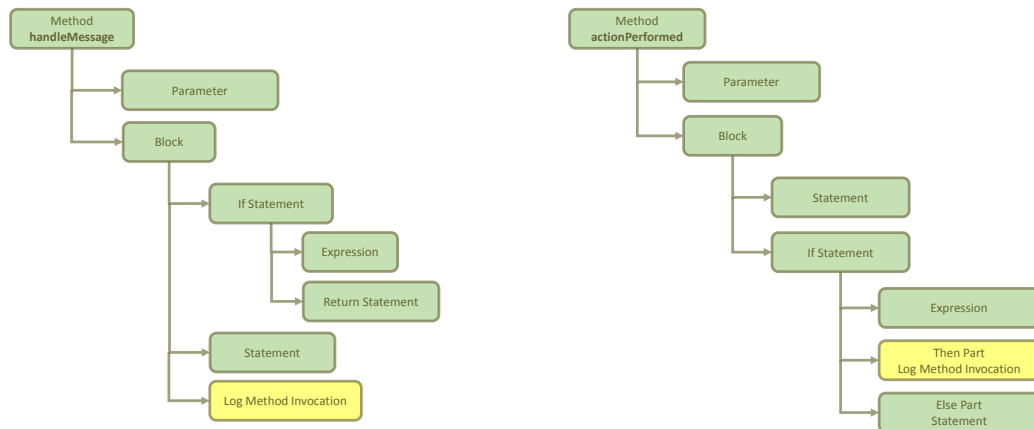 Method
handleMessage
Parameter
Block
If Statement
Expression
Return Statement
Statement
Log Method Invocation
Method
actionPerformed
Parameter
Block
Statement
If Statement
Expression
Then Part
Log Method Invocation
Else Part
Statement